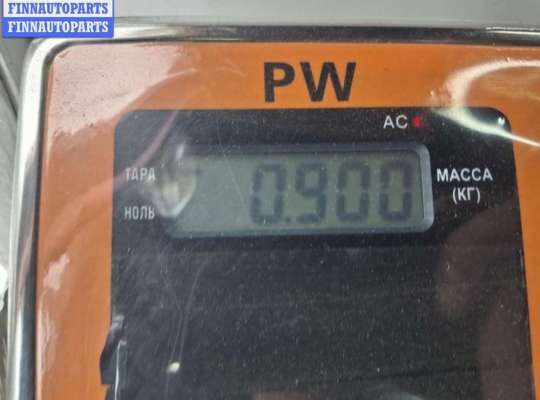 FINNAUTOPARTS
FINNAUTOPARTS
PW
AC
ТАРА
0.900
МАССА
(КГ)
НОЛЬ